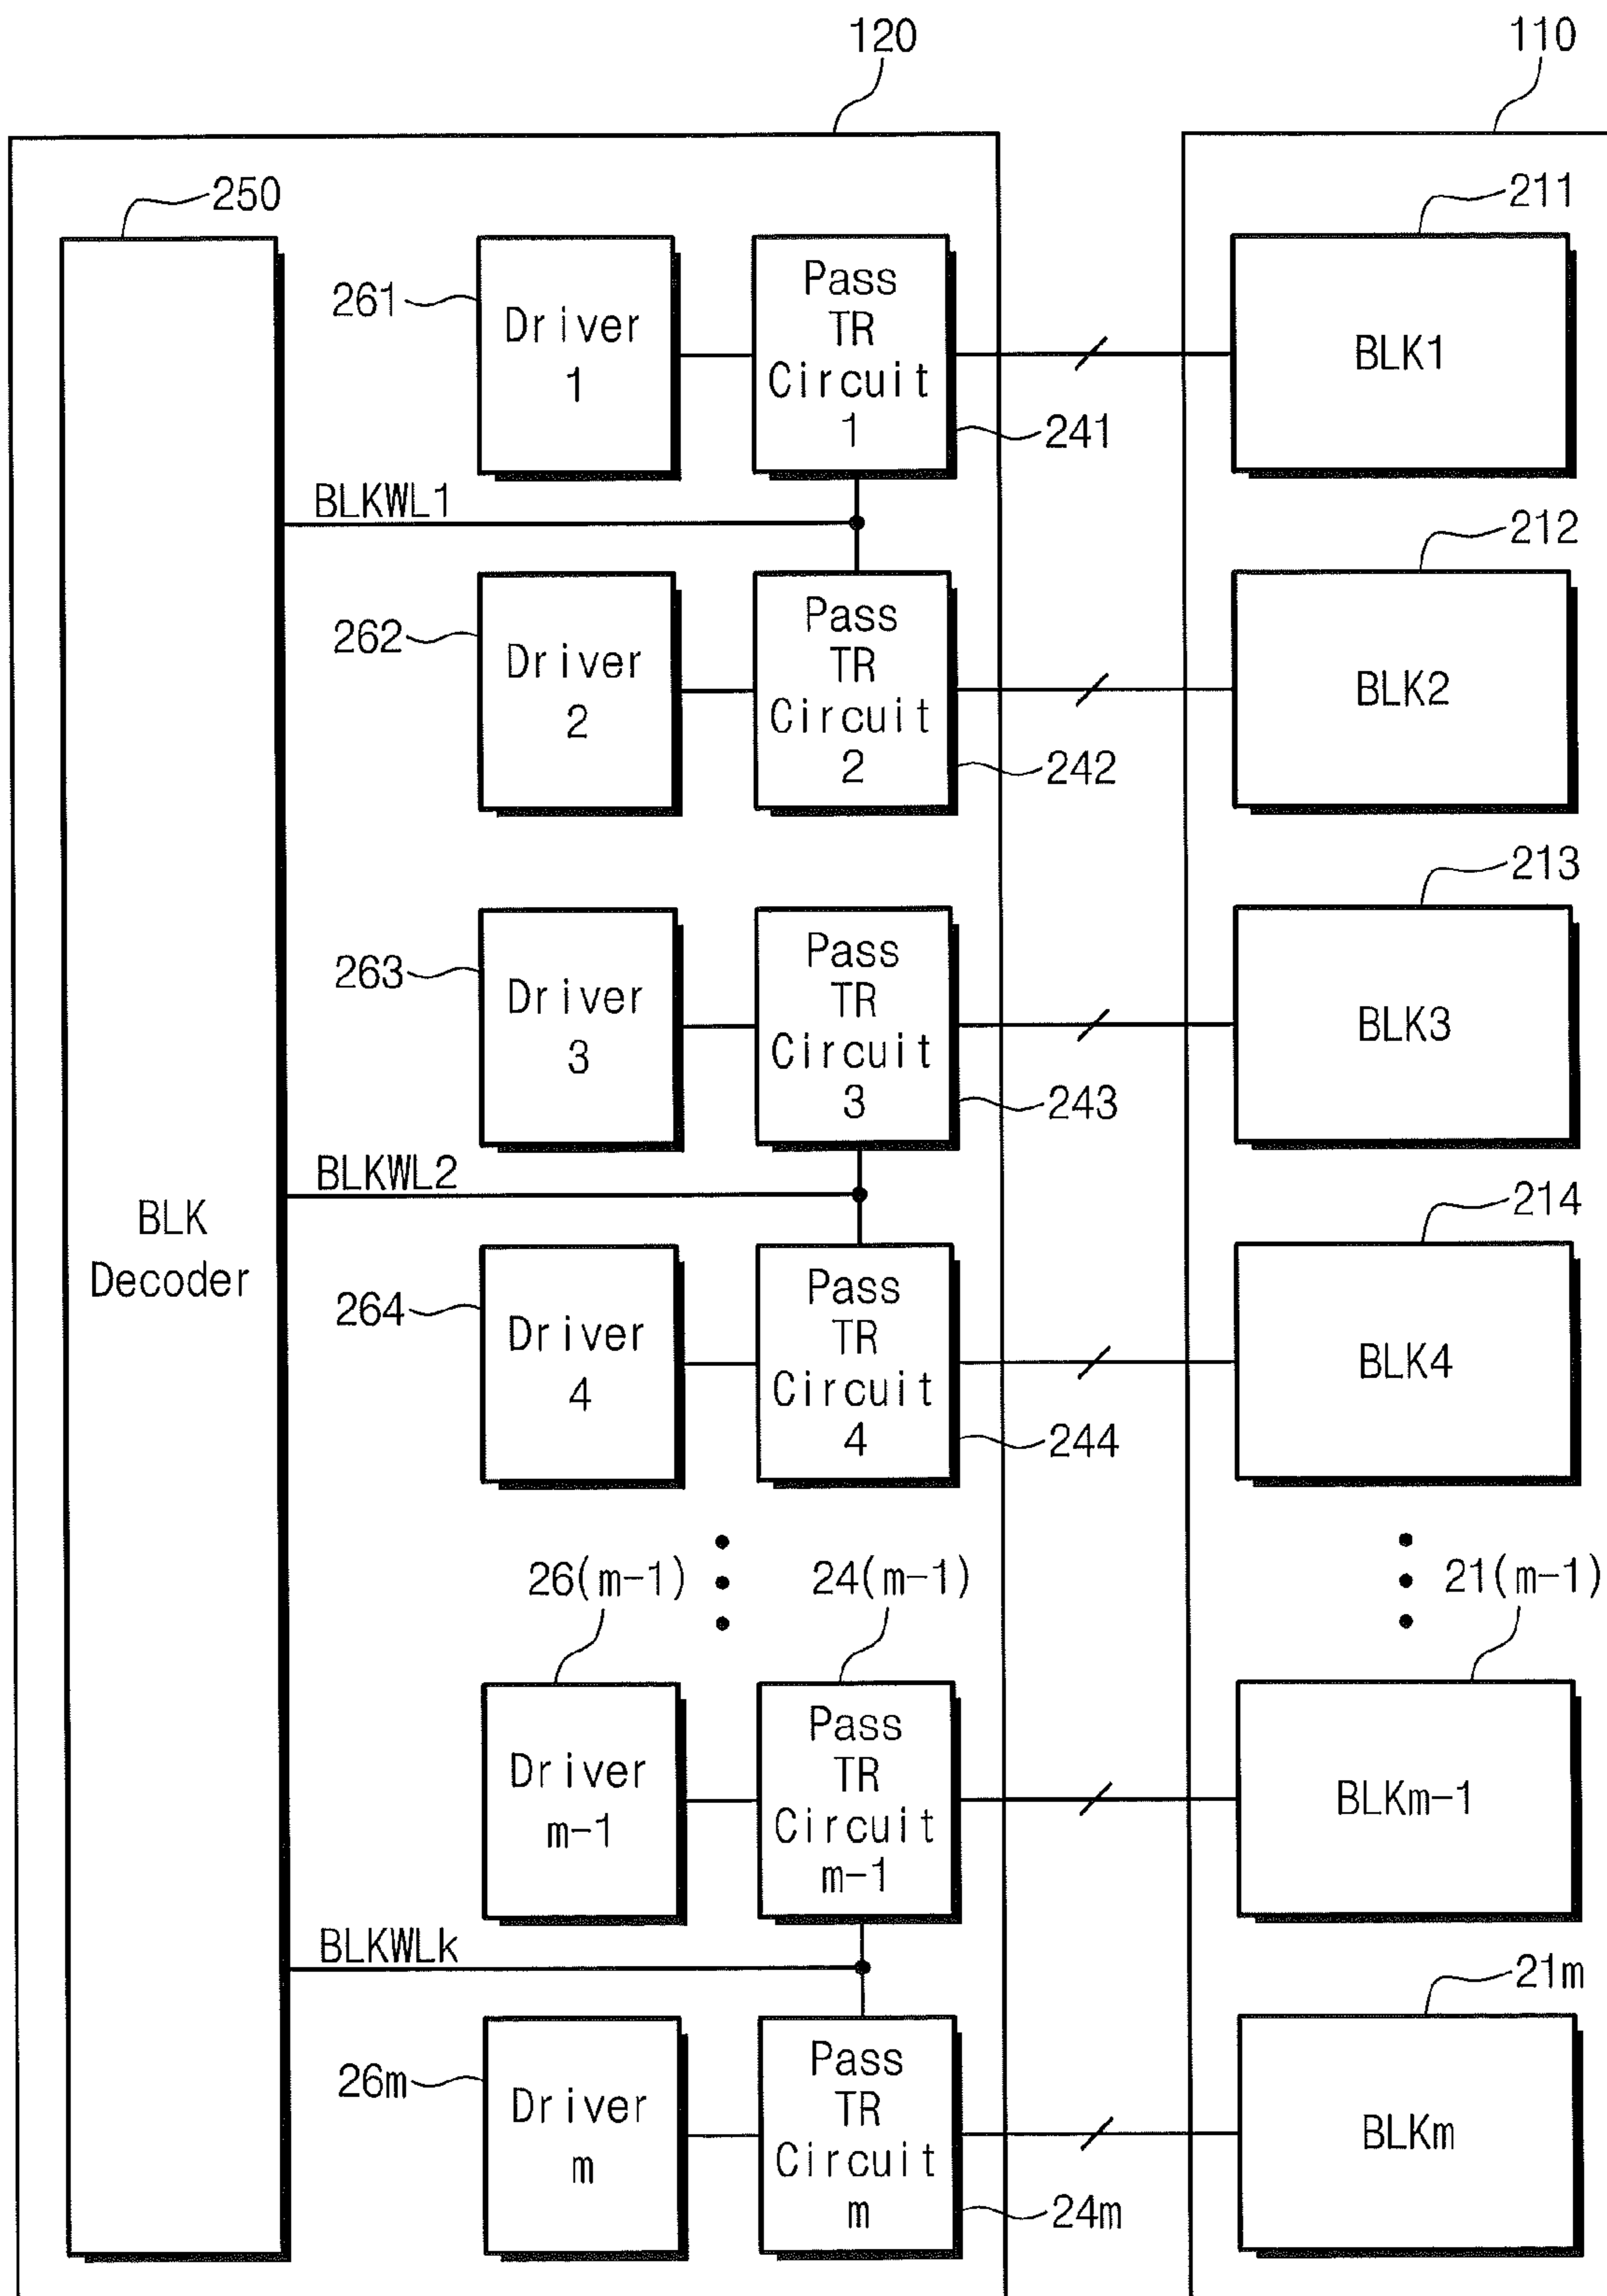 120
110
250
211
261
Driver
1
Pass
TR
Circuit
1
241
BLK1
BLKWL1
212
262
Driver
2
Pass
TR
Circuit
2
242
BLK2
213
263
Driver
3
Pass
TR
Circuit
3
243
BLK3
BLKWL2
BLK
Decoder
214
264
Driver
4
Pass
TR
Circuit
4
244
BLK4
26(m-1)
24(m-1)
21(m-1)
Driver
m-1
Pass
TR
Circuit
m-1
BLKm-1
BLKWLk
21m
26m
Driver
m
Pass
TR
Circuit
m
24m
BLKm